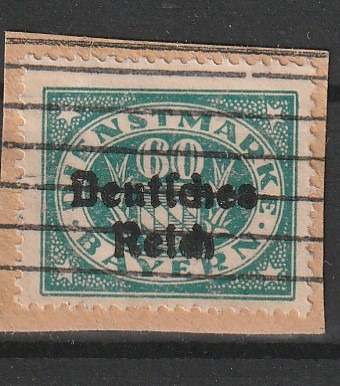 DIENSTMARKE
60
Deutsches
Reich
BAYERN